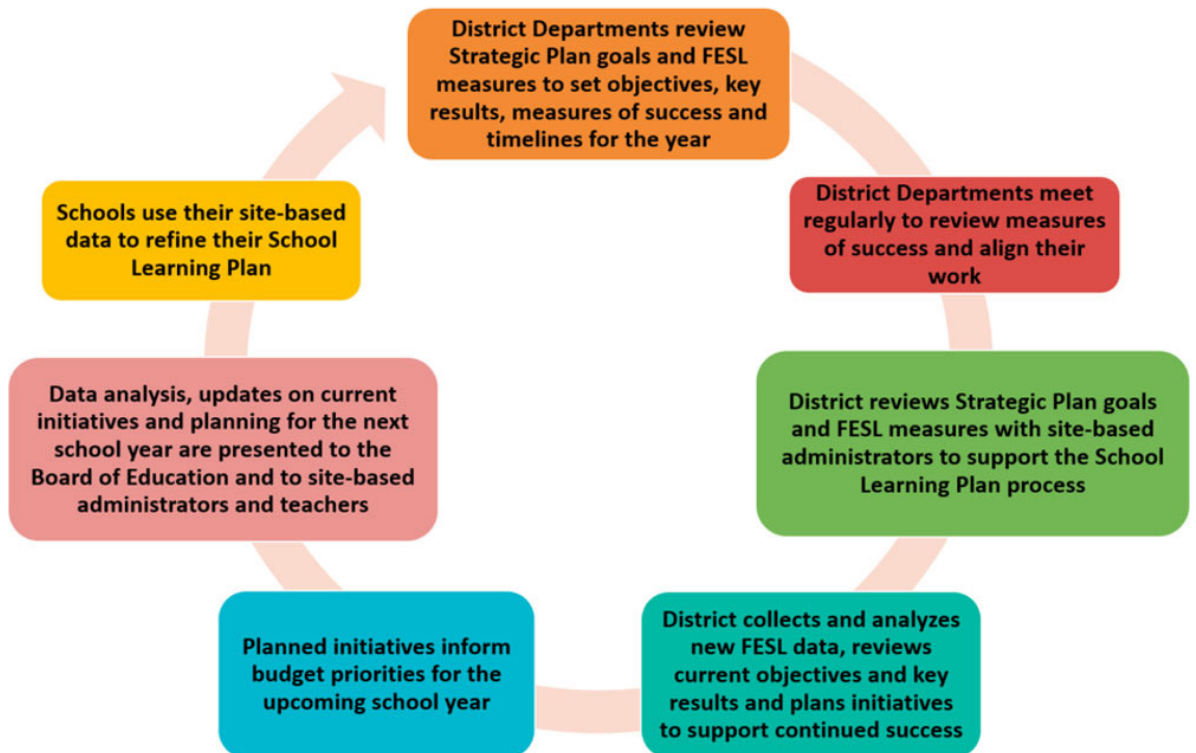 District Departments review
Strategic Plan goals and FESL
measures to set objectives, key
results, measures of success and
timelines for the year
District Departments meet
regularly to review measures
of success and align their
work
District reviews Strategic Plan goals
and FESL measures with site-based
administrators to support the School
Learning Plan process
District collects and analyzes
new FESL data, reviews
current objectives and key
results and plans initiatives
to support continued success
Planned initiatives inform
budget priorities for the
upcoming school year
Data analysis, updates on current
initiatives and planning for the next
school year are presented to the
Board of Education and to site-based
administrators and teachers
Schools use their site-based
data to refine their School
Learning Plan